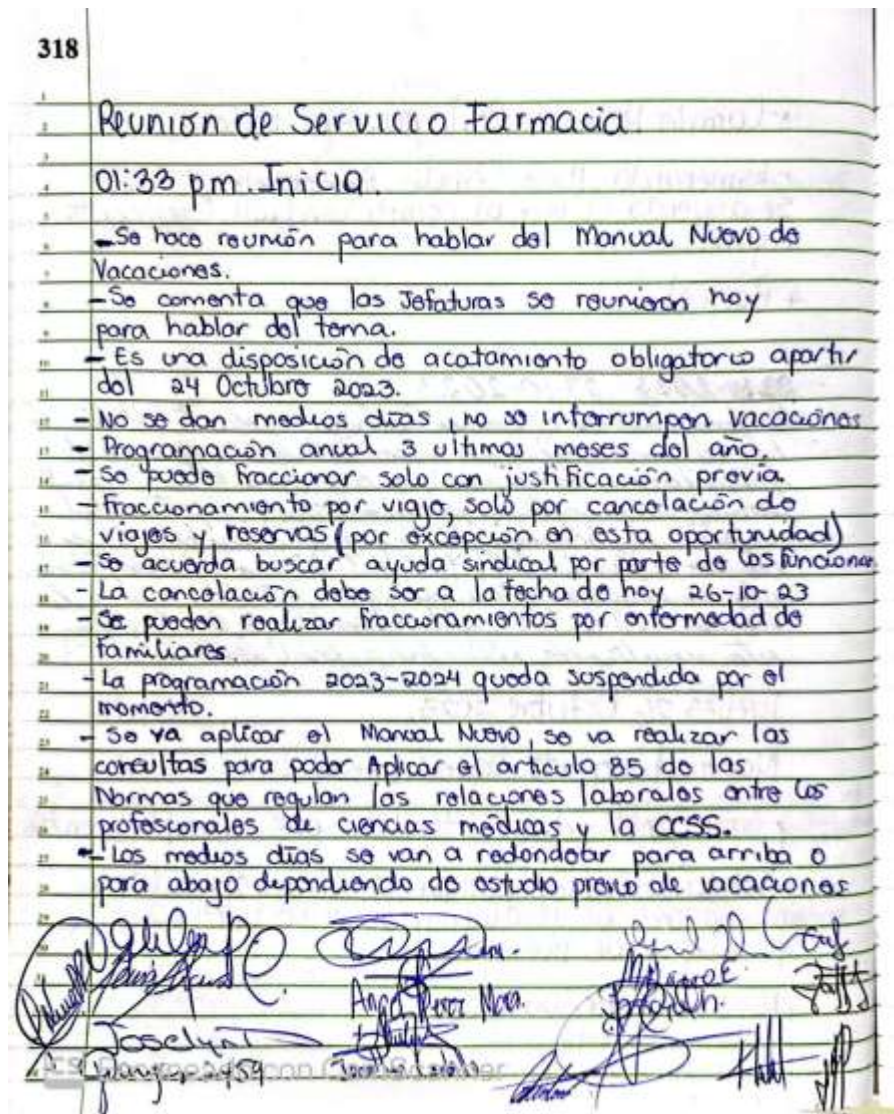 318
Reunión de Servicio Farmacia
01:33 pm. Inicia.
- Se hace reunión para hablar del Manual Nuevo de
Vacaciones.
- Se comenta que las Jefaturas se reunieron hoy
para hablar del tema.
- Es una disposición de acatamiento obligatorio apartir
del 24 Octubre 2023.
- No se dan medios días, no se interrumpen vacaciones
- Programación anual 3 ultimos meses del año.
- Se puede fraccionar solo con justificación previa.
- Fraccionamiento por viaje, solo por cancelación de
viajes y reservas (por excepción en esta oportunidad)
- Se acuerda buscar ayuda sindical por parte de los funcionar
- La cancelación debe ser a la fecha de hoy 26-10-23
- Se pueden realizar fraccionamientos por enfermedad de
familiares.
- La programación 2023-2024 queda suspendida por el
momento.
- Se va aplicar el Manual Nuevo, se va realizar las
consultas para poder Aplicar el articulo 85 de las
Normas que regulan las relaciones laborales entre los
profesionales de ciencias médicas y la CCSS.
- Los medios días se van a redondear para arriba o
para abajo dependiendo de estudio previo de vacaciones
Angel Perez Mora.
Joselyn